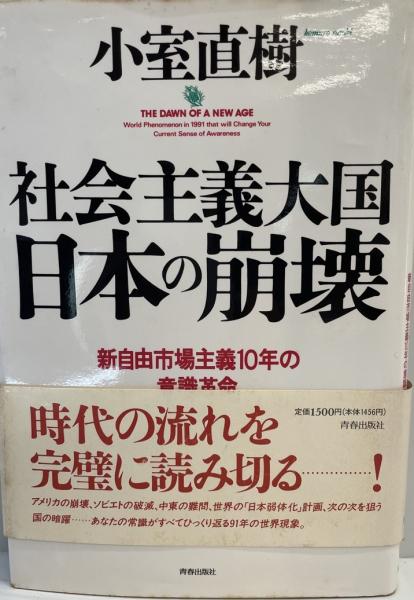 小室直樹
komuro naoki
THE DAWN OF A NEW AGE
World Phenomenon in 1991 that will Change Your
Current Sense of Awareness
社会主義大国
日本の崩壊
新自由市場主義10年の
意識革命
時代の流れを
完璧に読み切る…………!
定価1500円(本体1456円)
青春出版社
アメリカの崩壊、ソビエトの破滅、中東の難問、世界の「日本弱体化」計画、次の次を狙う
国の暗躍……あなたの常識がすべてひっくり返る91年の世界現象。
青春出版社